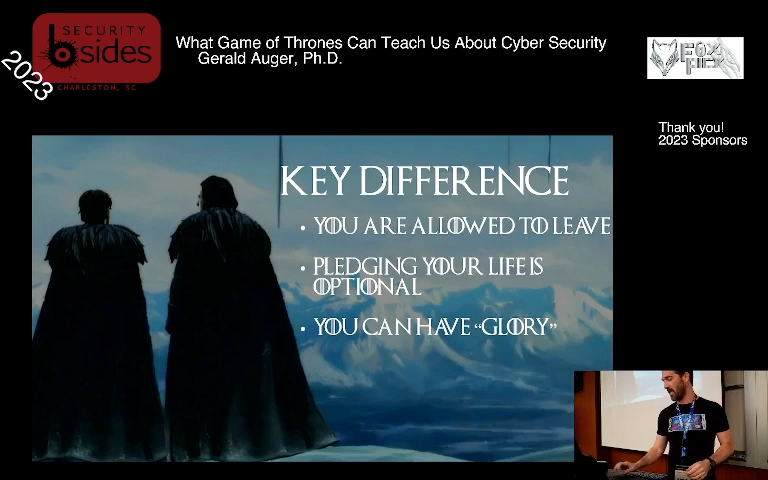 SECURITY
bsides
2023
CHARLESTON, SC
What Game of Thrones Can Teach Us About Cyber Security
Gerald Auger, Ph.D.
FOX
PICK
Thank you!
2023 Sponsors
KEY DIFFERENCE
• YOU ARE ALLOWED TO LEAVE
• PLEDGING YOUR LIFE IS
OPTIONAL
• YOU CAN HAVE “GLORY”